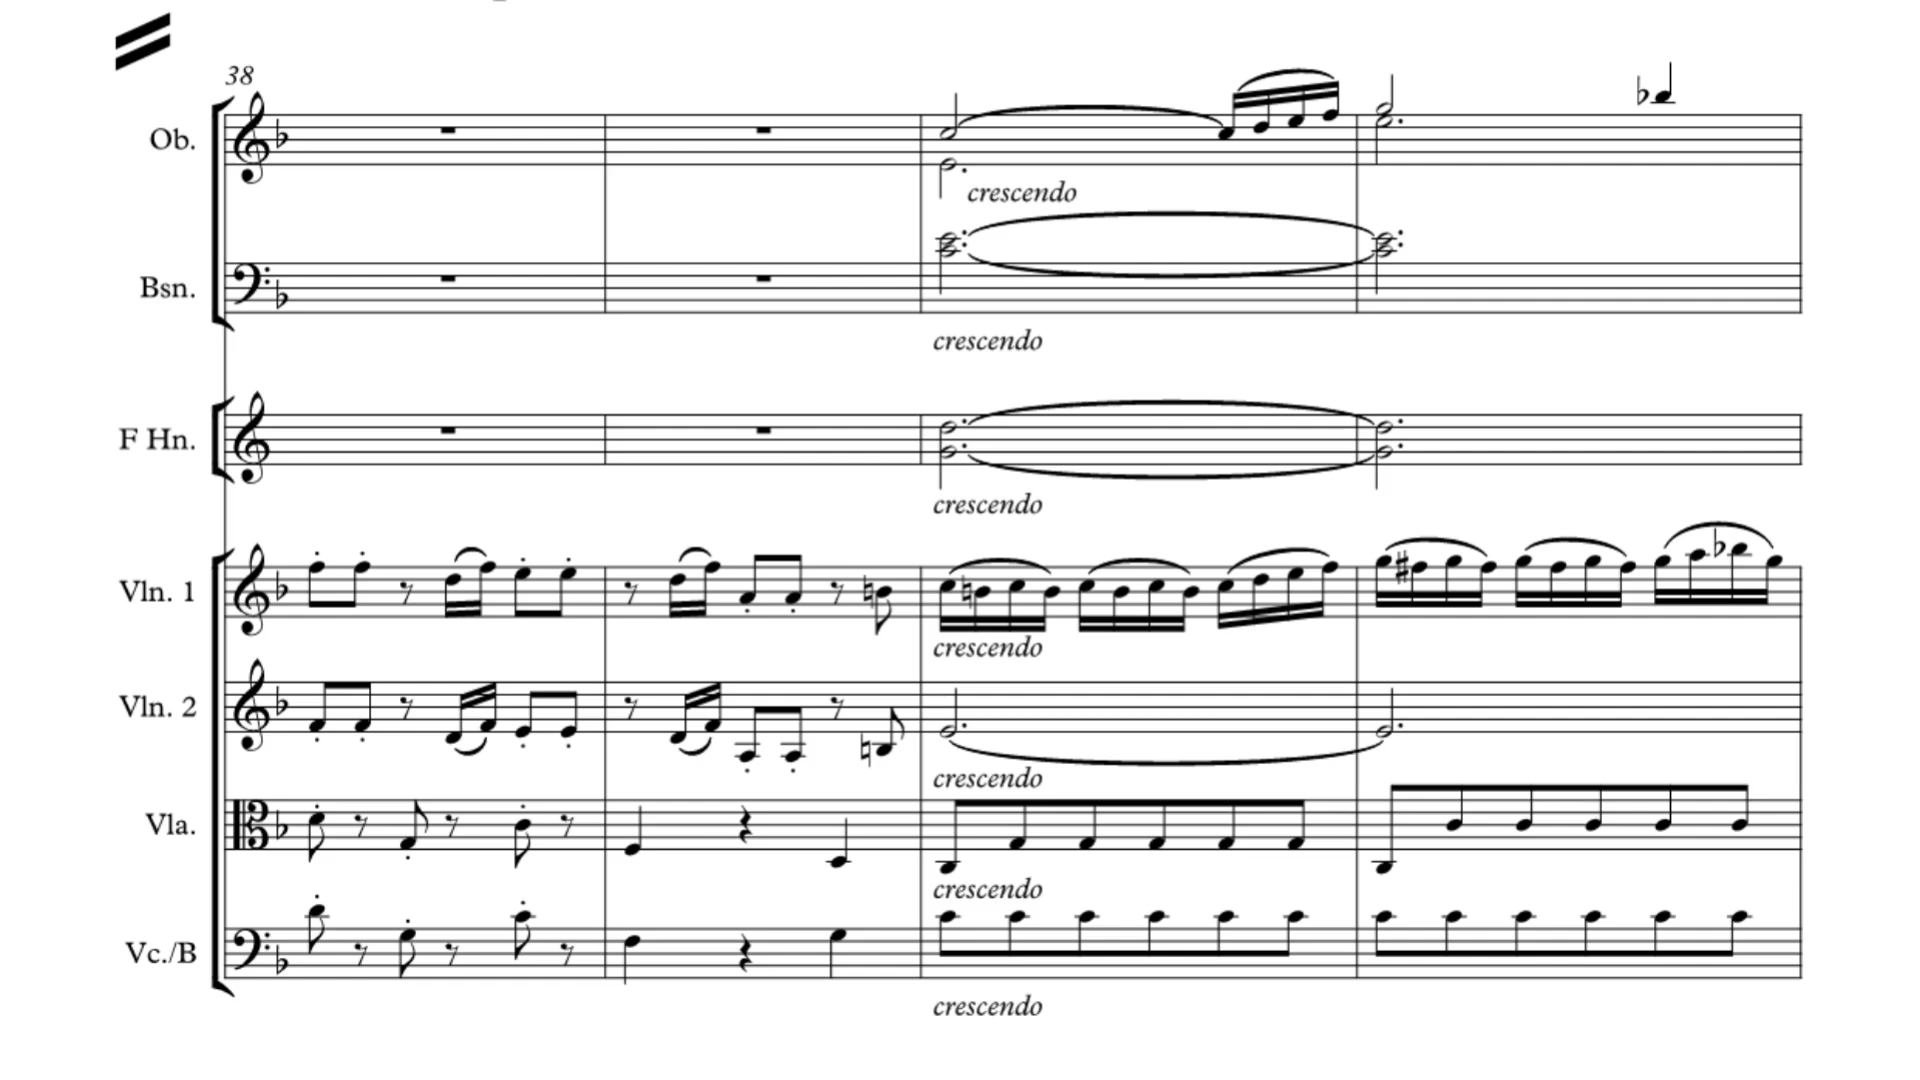 38
Ob.
crescendo
Bsn.
crescendo
F Hn.
crescendo
Vln. 1
crescendo
Vln. 2
crescendo
Vla.
crescendo
Vc./B
crescendo